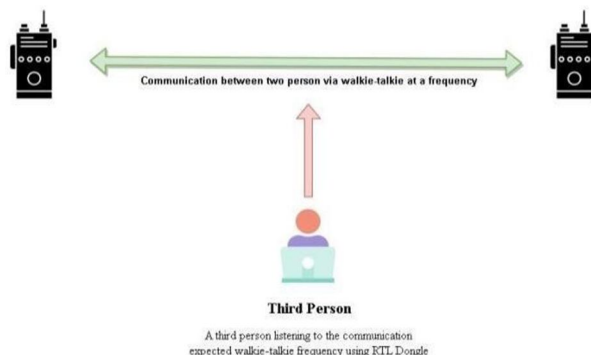 Communication between two person via walkie-talkie at a frequency
Third Person
A third person listening to the communication
expected walkie-talkie frequency using RTL Dongle